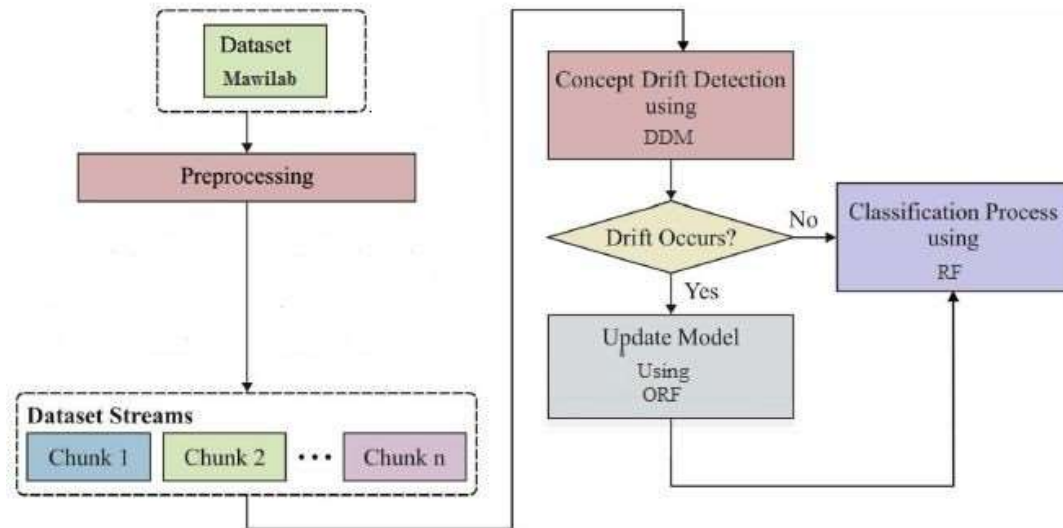 Dataset
Mawilab
Preprocessing
Dataset Streams
Chunk 1
Chunk 2
Chunk n
Concept Drift Detection
using
DDM
Drift Occurs?
No
Yes
Update Model
Using
ORF
Classification Process
using
RF